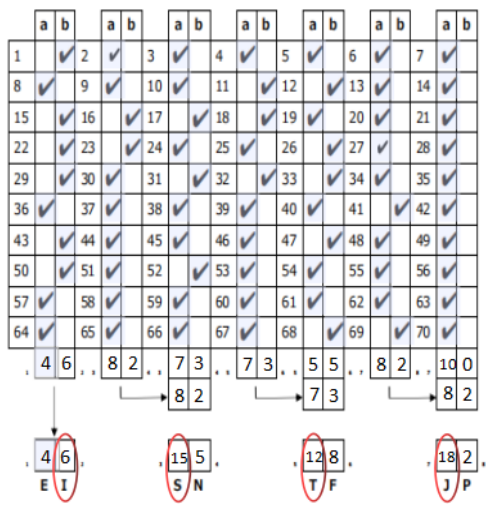 a b a b a b a b a b a b a b
1 ✔ 2 ✔ 3 ✔ 4 ✔ 5 ✔ 6 ✔ 7 ✔
8 ✔ 9 ✔ 10 ✔ 11 ✔ 12 ✔ 13 ✔ 14 ✔
15 ✔ 16 ✔ 17 ✔ 18 ✔ 19 ✔ 20 ✔ 21 ✔
22 ✔ 23 ✔ 24 ✔ 25 ✔ 26 ✔ 27 ✔ 28 ✔
29 ✔ 30 ✔ 31 ✔ 32 ✔ 33 ✔ 34 ✔ 35 ✔
36 ✔ 37 ✔ 38 ✔ 39 ✔ 40 ✔ 41 ✔ 42 ✔
43 ✔ 44 ✔ 45 ✔ 46 ✔ 47 ✔ 48 ✔ 49 ✔
50 ✔ 51 ✔ 52 ✔ 53 ✔ 54 ✔ 55 ✔ 56 ✔
57 ✔ 58 ✔ 59 ✔ 60 ✔ 61 ✔ 62 ✔ 63 ✔
64 ✔ 65 ✔ 66 ✔ 67 ✔ 68 ✔ 69 ✔ 70 ✔
4 6 8 2 7 3 7 3 5 5 8 2 10 0
8 2 7 3 8 2
4 6 15 5 12 8 18 2
E I S N T F J P